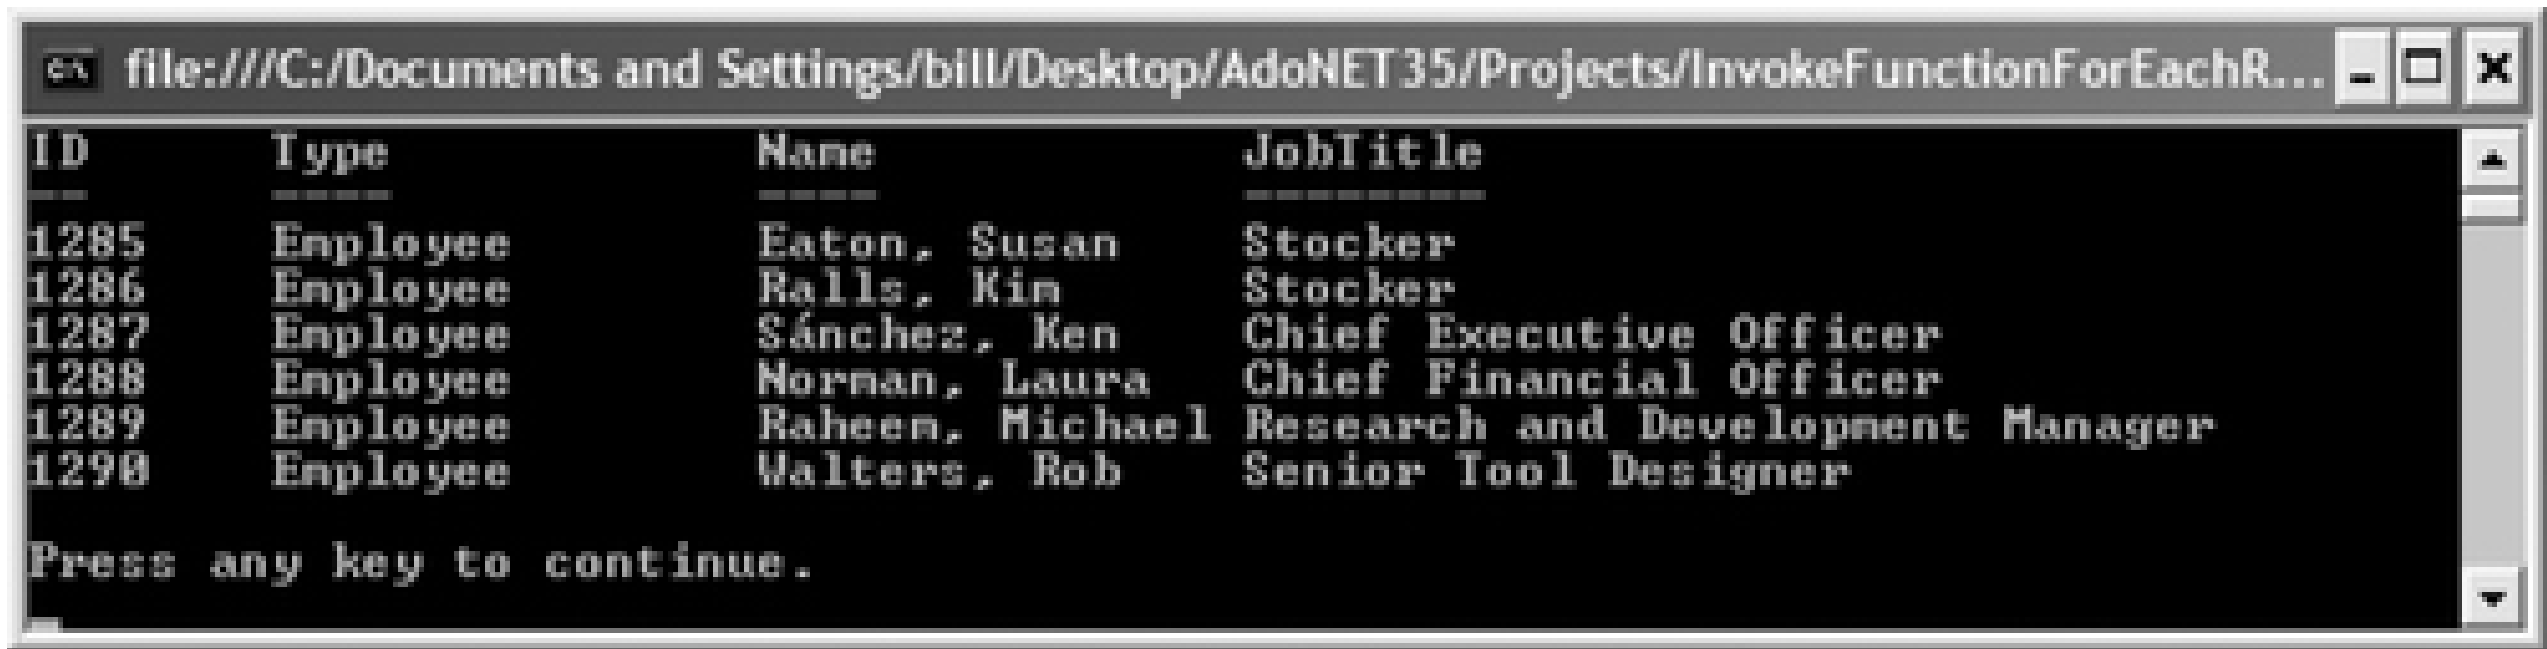 file:///C:/Documents and Settings/bill/Desktop/AdoNET35/Projects/InvokeFunctionForEachR...
ID Type Name JobTitle
-- ---- ---- --------
1285 Employee Eaton, Susan Stocker
1286 Employee Ralls, Kim Stocker
1287 Employee Sánchez, Ken Chief Executive Officer
1288 Employee Norman, Laura Chief Financial Officer
1289 Employee Raheem, Michael Research and Development Manager
1290 Employee Walters, Rob Senior Tool Designer
Press any key to continue.